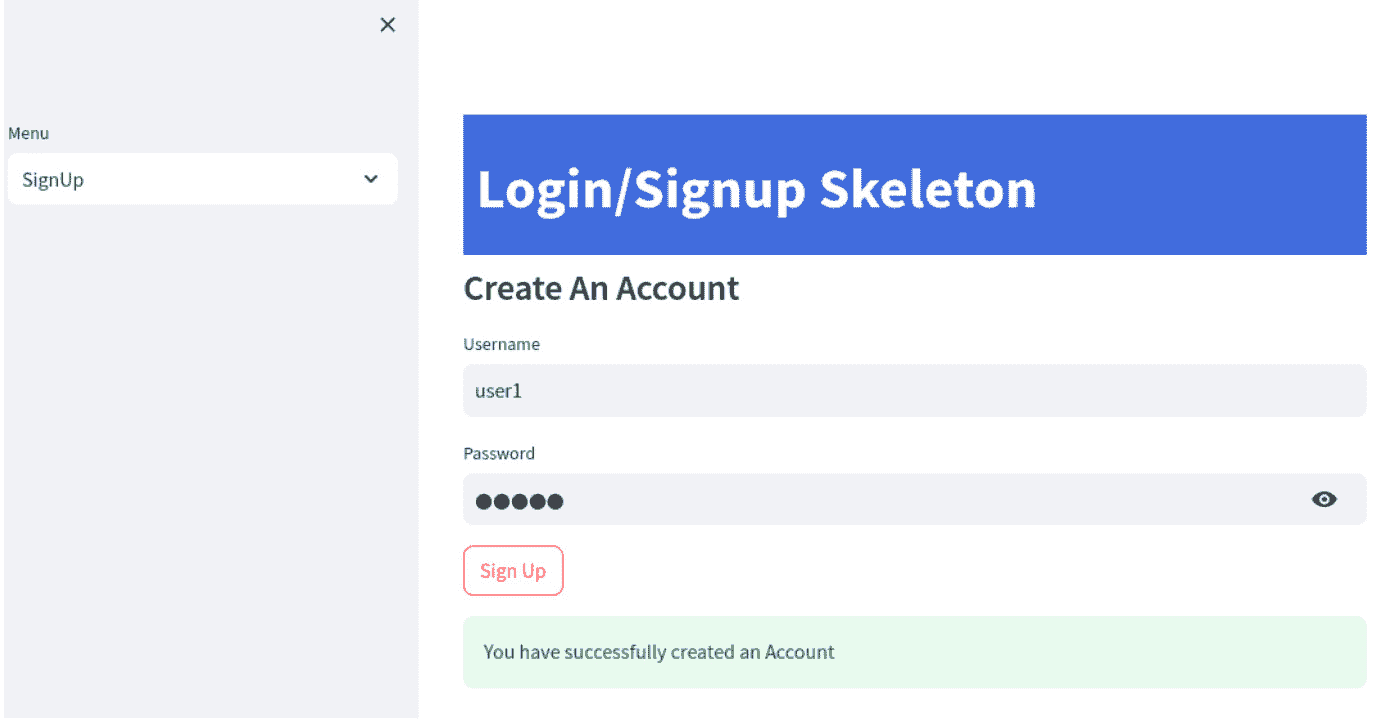 Menu
SignUp
Login/Signup Skeleton
Create An Account
Username
user1
Password
●●●●●
Sign Up
You have successfully created an Account